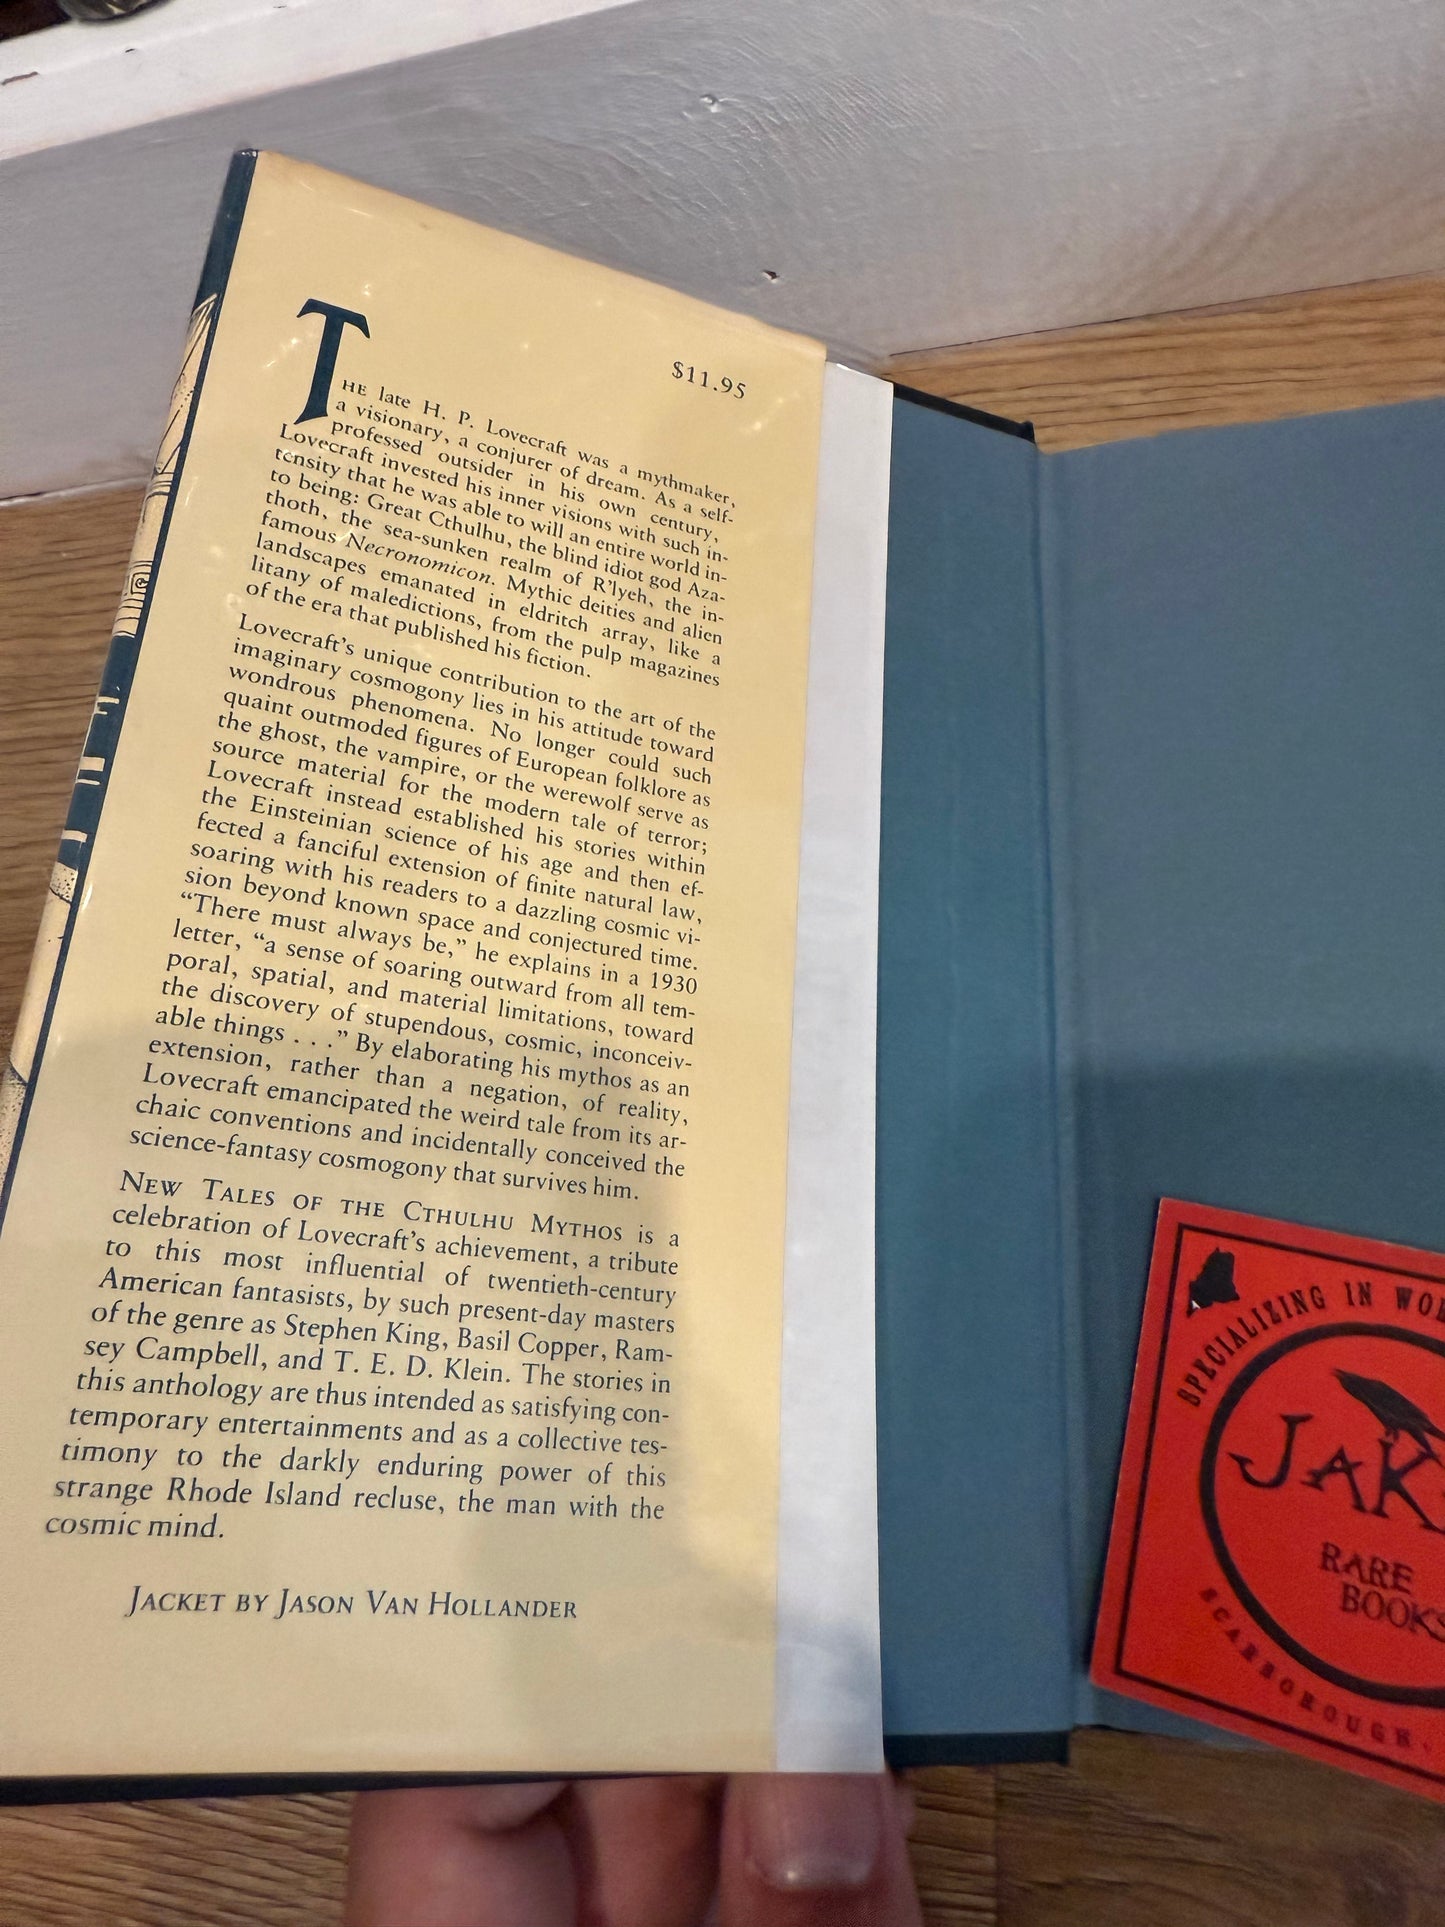 $11.95
THE late H. P. Lovecraft was a mythmaker,
a visionary, a conjurer of dream. As a self-
professed outsider in his own century,
Lovecraft invested his inner visions with such in-
tensity that he was able to will an entire world in-
to being: Great Cthulhu, the blind idiot god Aza-
thoth, the sea-sunken realm of R'lyeh, the in-
famous Necronomicon. Mythic deities and alien
landscapes emanated in eldritch array, like a
litany of maledictions, from the pulp magazines
of the era that published his fiction.
Lovecraft's unique contribution to the art of the
imaginary cosmogony lies in his attitude toward
wondrous phenomena. No longer could such
quaint outmoded figures of European folklore as
the ghost, the vampire, or the werewolf serve as
source material for the modern tale of terror;
Lovecraft instead established his stories within
the Einsteinian science of his age and then ef-
fected a fanciful extension of finite natural law,
soaring with his readers to a dazzling cosmic vi-
sion beyond known space and conjectured time.
“There must always be,” he explains in a 1930
letter, “a sense of soaring outward from all tem-
poral, spatial, and material limitations, toward
the discovery of stupendous, cosmic, inconceiv-
able things . . .” By elaborating his mythos as an
extension, rather than a negation, of reality,
Lovecraft emancipated the weird tale from its ar-
chaic conventions and incidentally conceived the
science-fantasy cosmogony that survives him.
NEW TALES OF THE CTHULHU MYTHOS is a
celebration of Lovecraft's achievement, a tribute
to this most influential of twentieth-century
American fantasists, by such present-day masters
of the genre as Stephen King, Basil Copper, Ram-
sey Campbell, and T. E. D. Klein. The stories in
this anthology are thus intended as satisfying con-
temporary entertainments and as a collective tes-
timony to the darkly enduring power of this
strange Rhode Island recluse, the man with the
cosmic mind.
JACKET BY JASON VAN HOLLANDER
SPECIALIZING IN
RARE
BOOKS
SCARBOROUGH